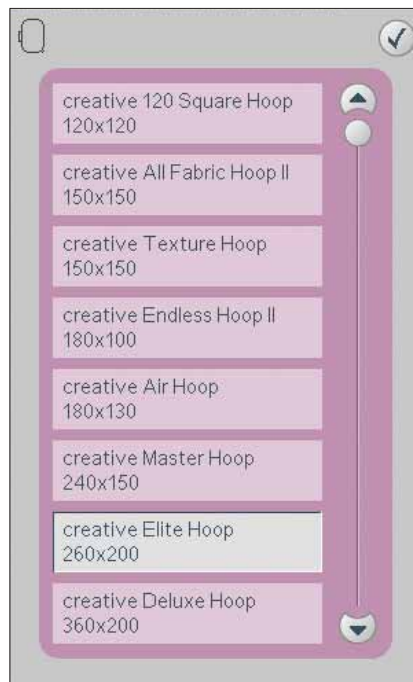 creative 120 Square Hoop
120x120
creative All Fabric Hoop II
150x150
creative Texture Hoop
150x150
creative Endless Hoop II
180x100
creative Air Hoop
180x130
creative Master Hoop
240x150
creative Elite Hoop
260x200
creative Deluxe Hoop
360x200